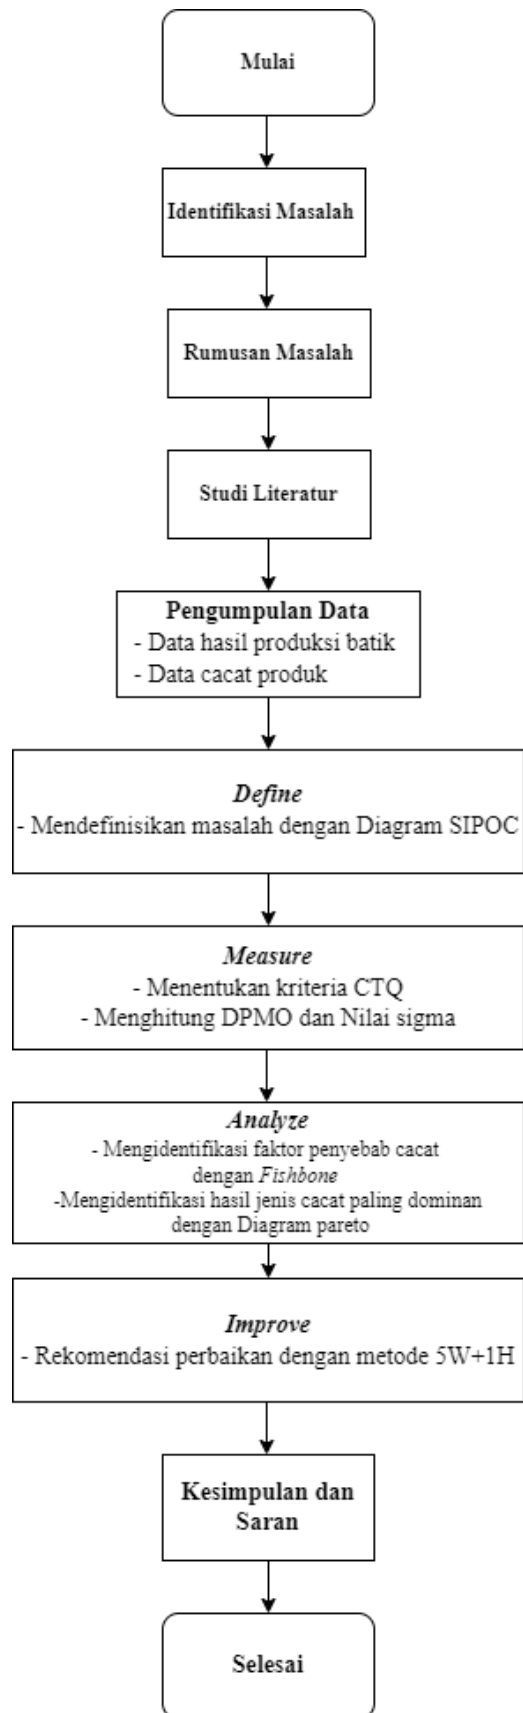 Mulai
Identifikasi Masalah
Rumusan Masalah
Studi Literatur
Pengumpulan Data
- Data hasil produksi batik
- Data cacat produk
Define
- Mendefinisikan masalah dengan Diagram SIPOC
Measure
- Menentukan kriteria CTQ
- Menghitung DPMO dan Nilai sigma
Analyze
- Mengidentifikasi faktor penyebab cacat
dengan Fishbone
-Mengidentifikasi hasil jenis cacat paling dominan
dengan Diagram pareto
Improve
- Rekomendasi perbaikan dengan metode 5W+1H
Kesimpulan dan
Saran
Selesai